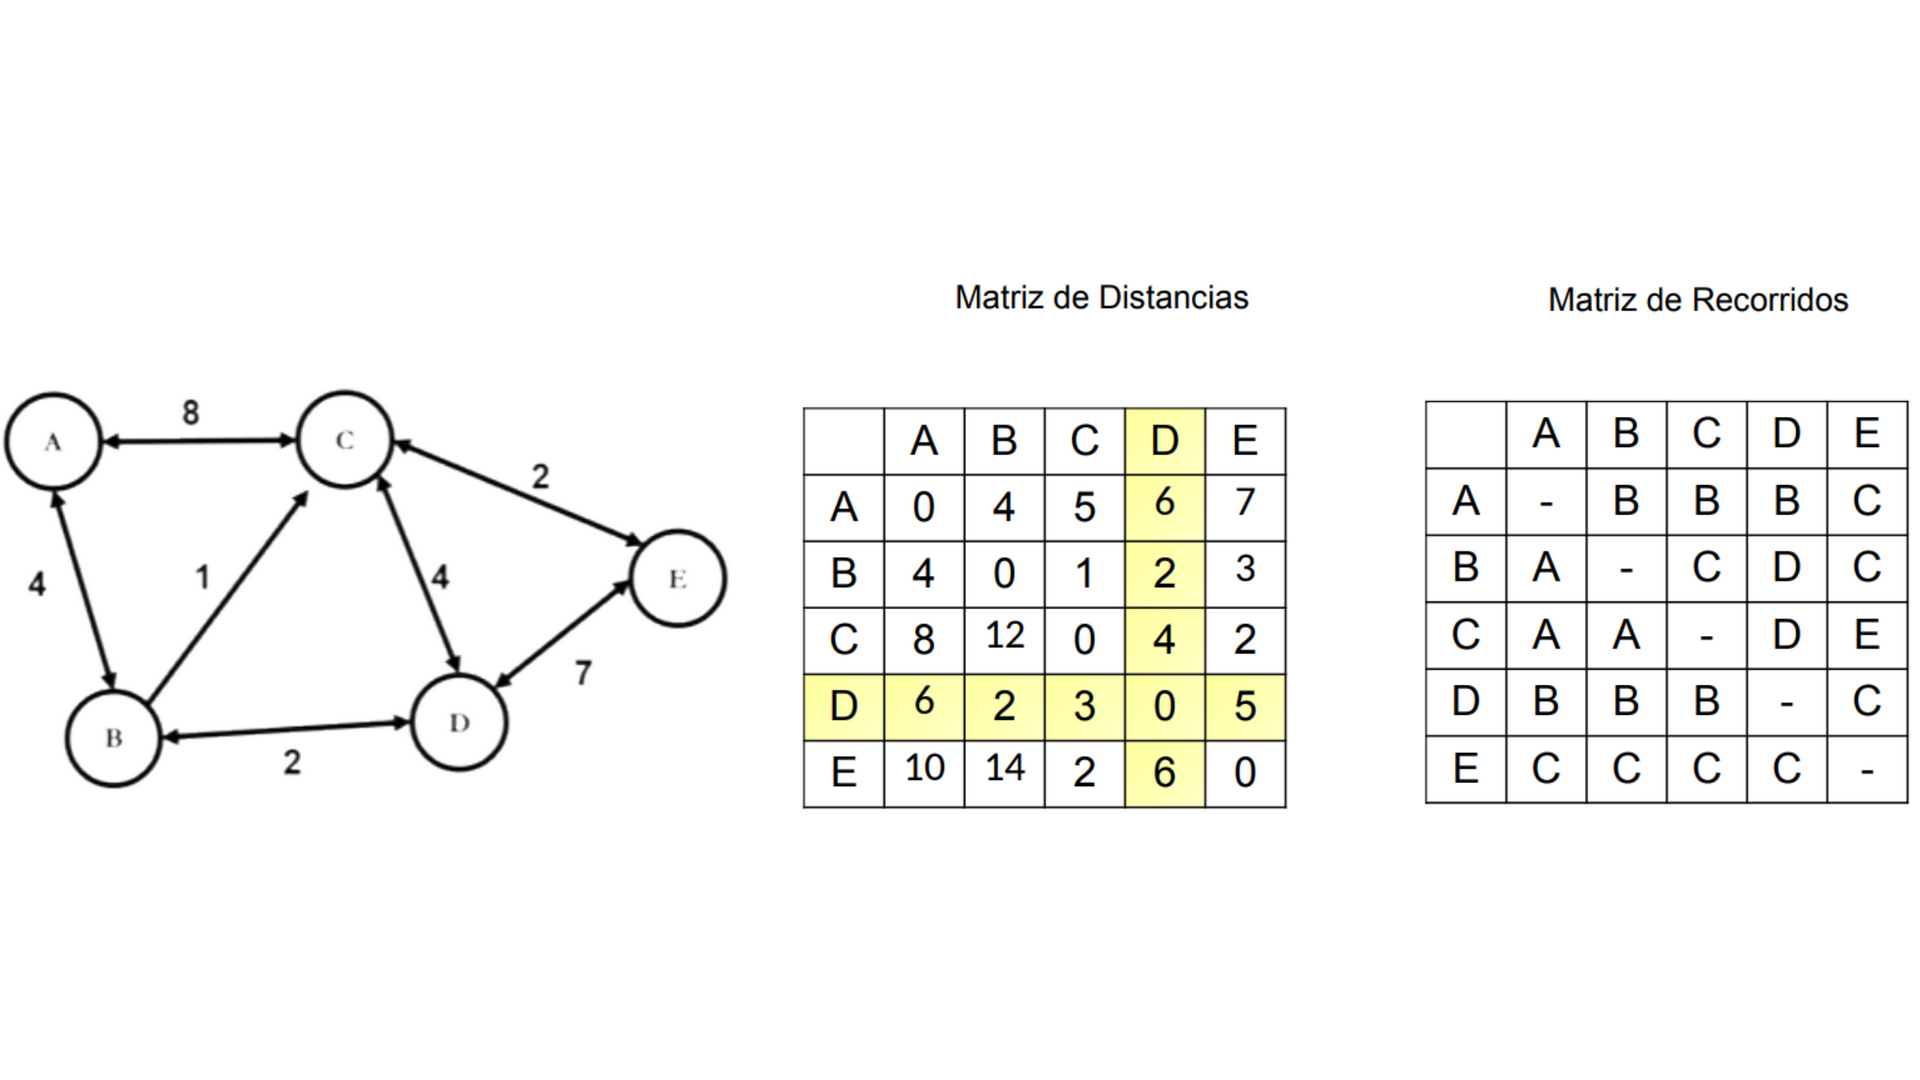 Matriz de Distancias
Matriz de Recorridos
A
8
C
2
E
4
1
4
7
B
2
D
A B C D E
A 0 4 5 6 7
B 4 0 1 2 3
C 8 12 0 4 2
D 6 2 3 0 5
E 10 14 2 6 0
A B C D E
A - B B B C
B A - C D C
C A A - D E
D B B B - C
E C C C C -